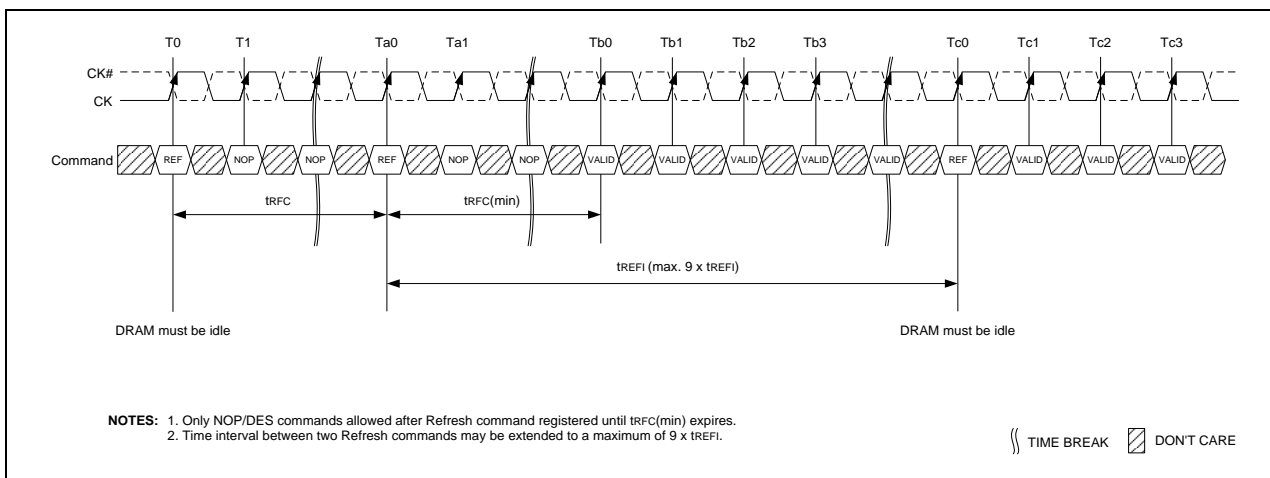 T0 T1 Ta0 Ta1 Tb0 Tb1 Tb2 Tb3 Tc0 Tc1 Tc2 Tc3
CK#
CK
Command REF NOP NOP REF NOP NOP VALID VALID VALID VALID VALID REF VALID VALID VALID
tRFC tRFC(min)
tREFI (max. 9 x tREFI)
DRAM must be idle DRAM must be idle
NOTES: 1. Only NOP/DES commands allowed after Refresh command registered until tRFC(min) expires.
2. Time interval between two Refresh commands may be extended to a maximum of 9 x tREFI.
TIME BREAK DON'T CARE